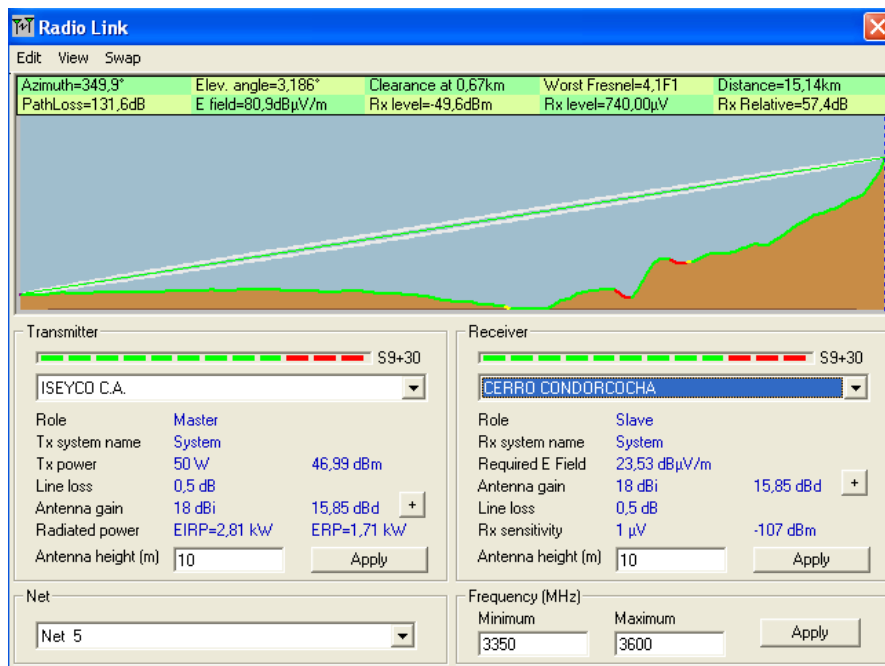 Radio Link
Edit View Swap
Azimuth=349,9° Elev. angle=3,186° Clearance at 0,67km Worst Fresnel=4,1F1 Distance=15,14km
PathLoss=131,6dB E field=80,9dBμV/m Rx level=-49,6dBm Rx level=740,00μV Rx Relative=57,4dB
Transmitter
S9+30
ISEYCO C.A.
Role Master
Tx system name System
Tx power 50 W 46,99 dBm
Line loss 0,5 dB
Antenna gain 18 dBi 15,85 dBd +
Radiated power EIRP=2,81 kW ERP=1,71 kW
Antenna height (m) 10 Apply
Receiver
S9+30
CERRO CONDORCOCHA
Role Slave
Rx system name System
Required E Field 23,53 dBμV/m
Antenna gain 18 dBi 15,85 dBd +
Line loss 0,5 dB
Rx sensitivity 1 μV -107 dBm
Antenna height (m) 10 Apply
Net
Net 5
Frequency (MHz)
Minimum Maximum
3350 3600 Apply